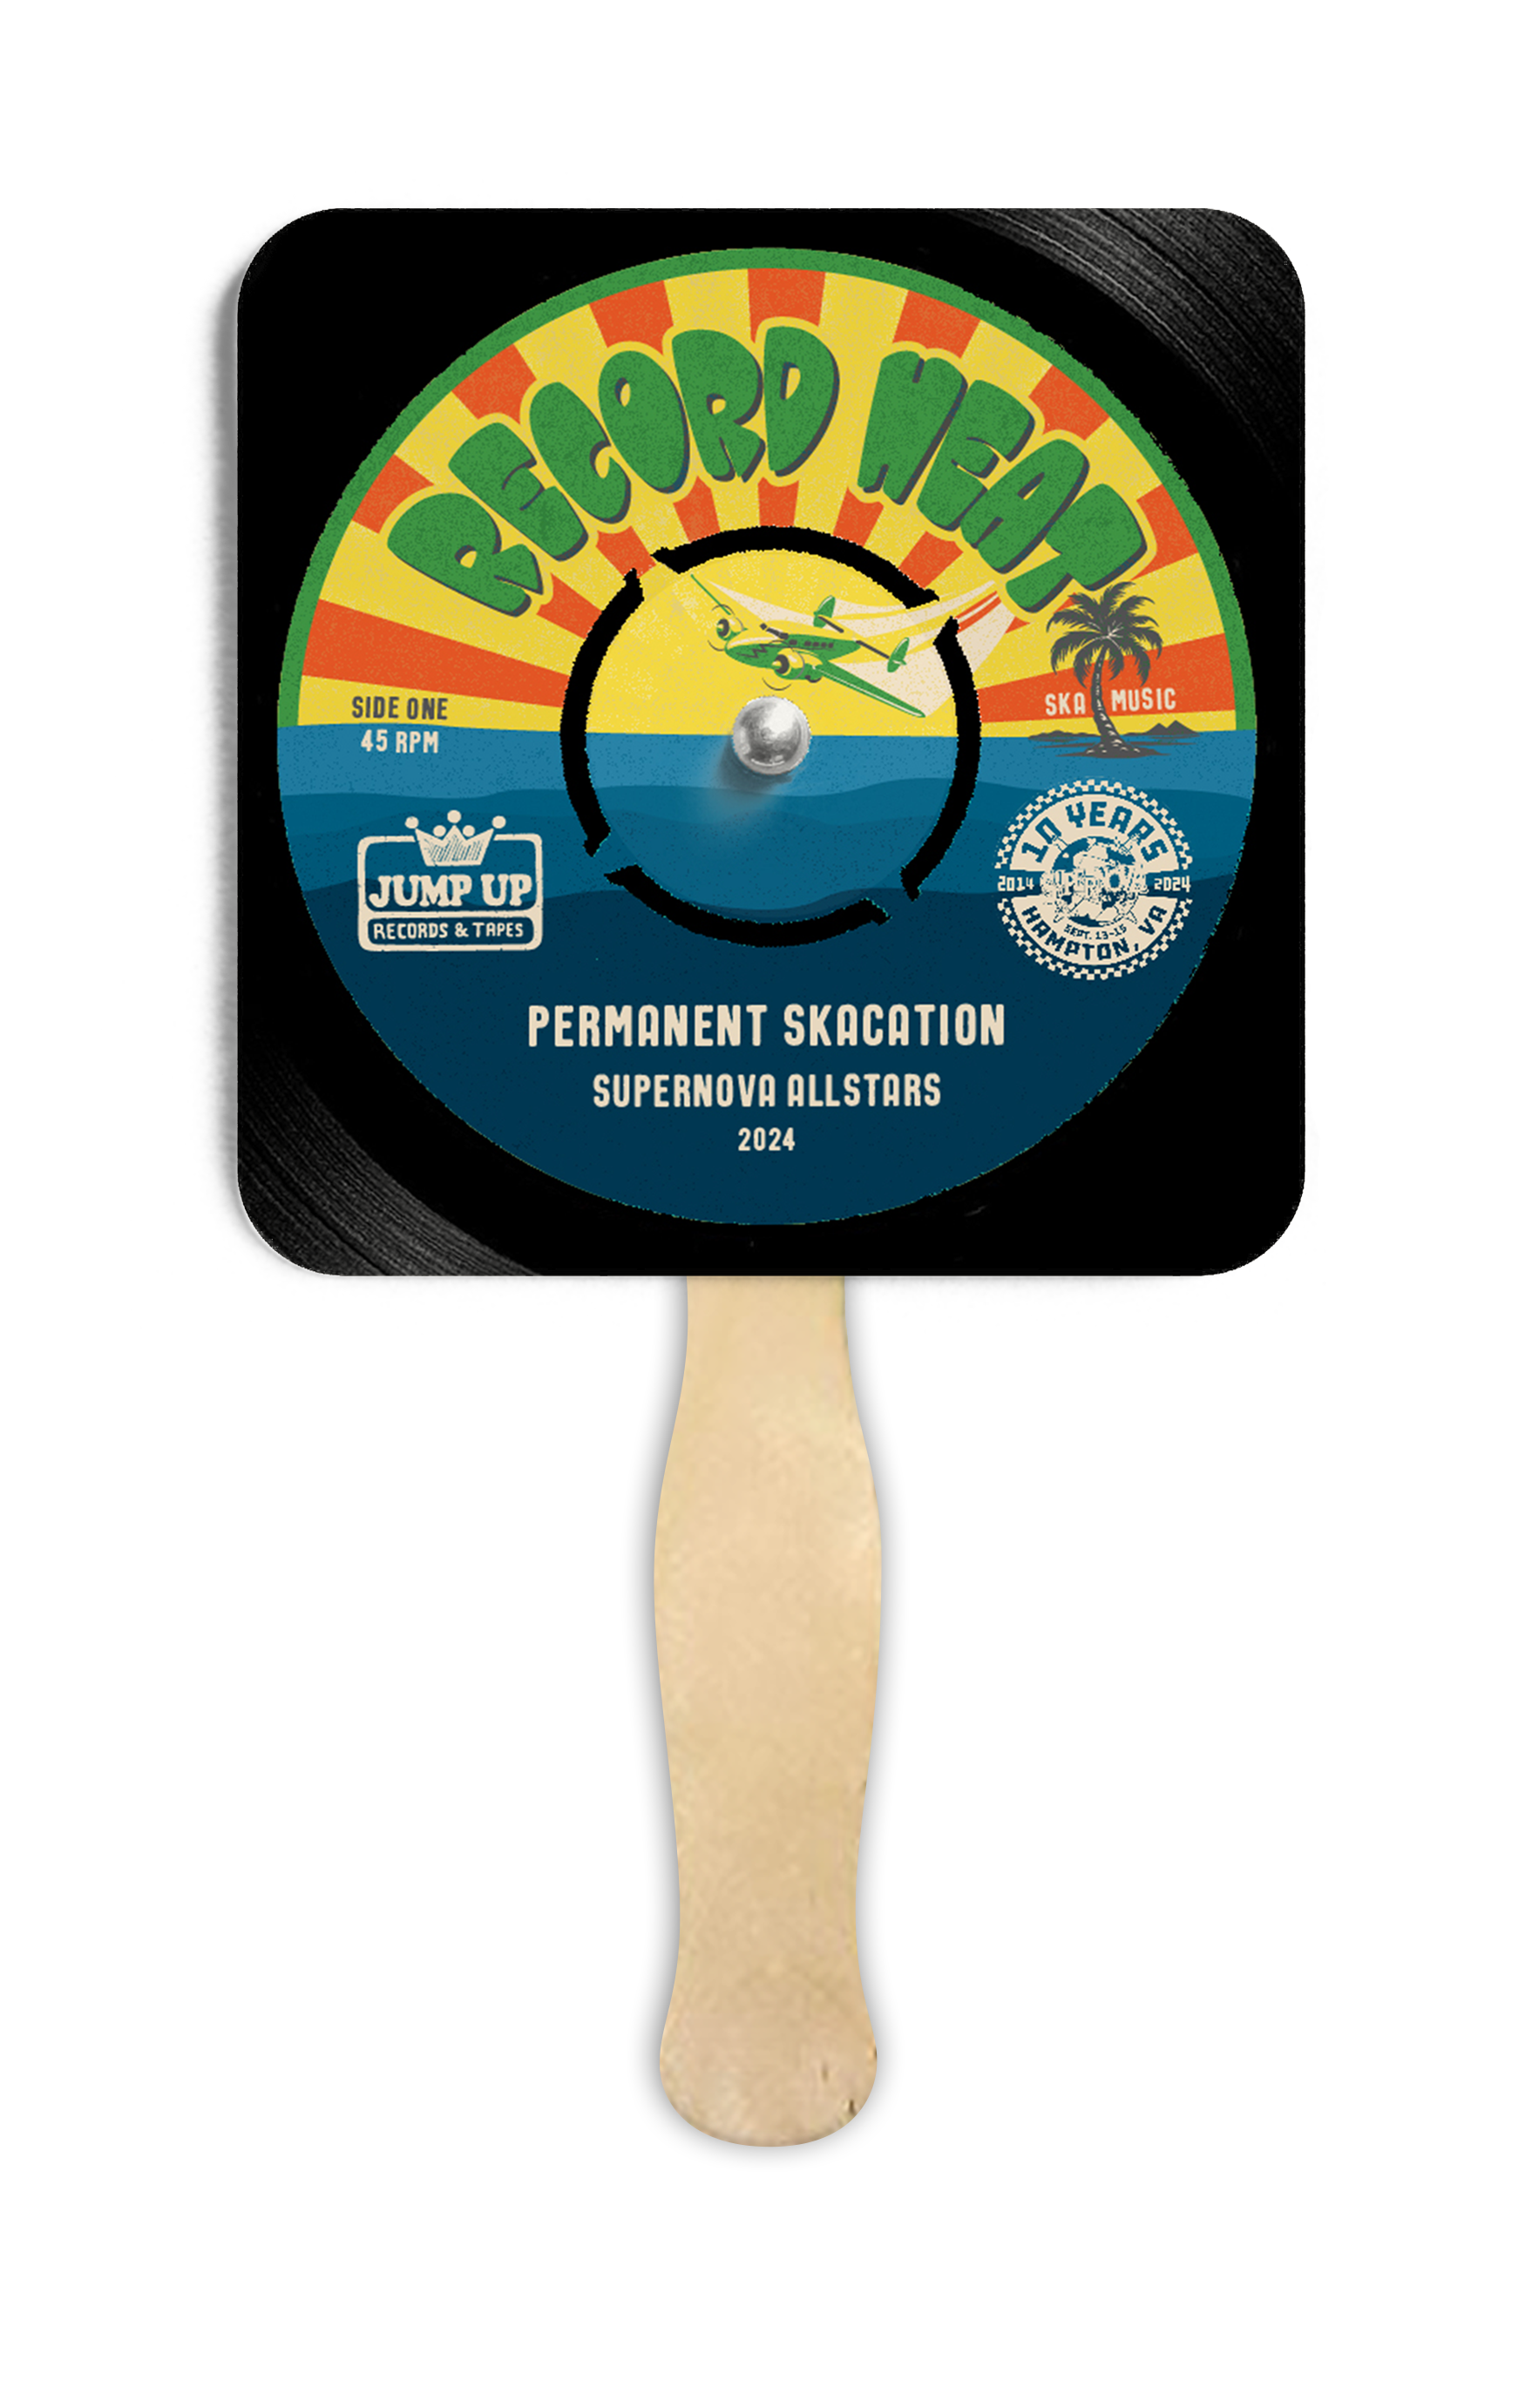 RECORD HEAT
SIDE ONE
45 RPM
SKA MUSIC
JUMP UP
RECORDS & TAPES
10 YEARS
2014 SUPERNOVA 2024
SEPT. 13-15
HAMPTON, VA
PERMANENT SKACATION
SUPERNOVA ALLSTARS
2024